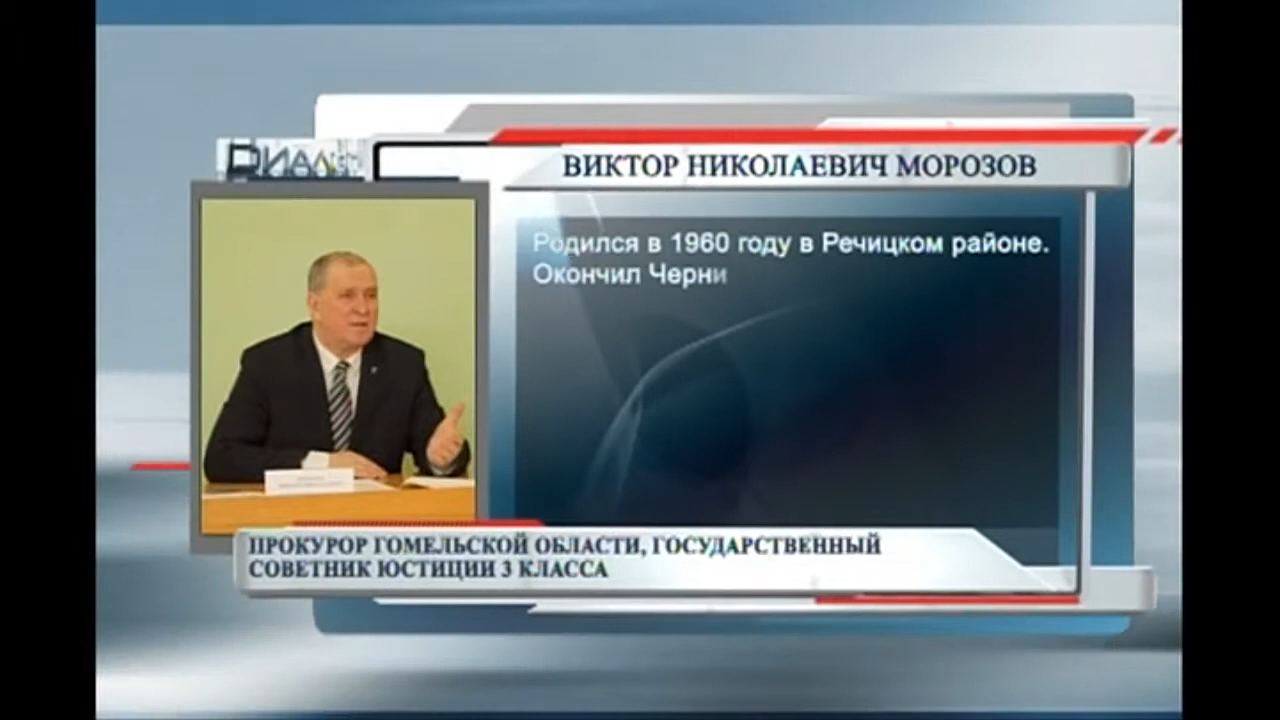 ВИКТОР НИКОЛАЕВИЧ МОРОЗОВ
Родился в 1960 году в Речицком районе.
Окончил Черни
ПРОКУРОР ГОМЕЛЬСКОЙ ОБЛАСТИ, ГОСУДАРСТВЕННЫЙ
СОВЕТНИК ЮСТИЦИИ 3 КЛАССА